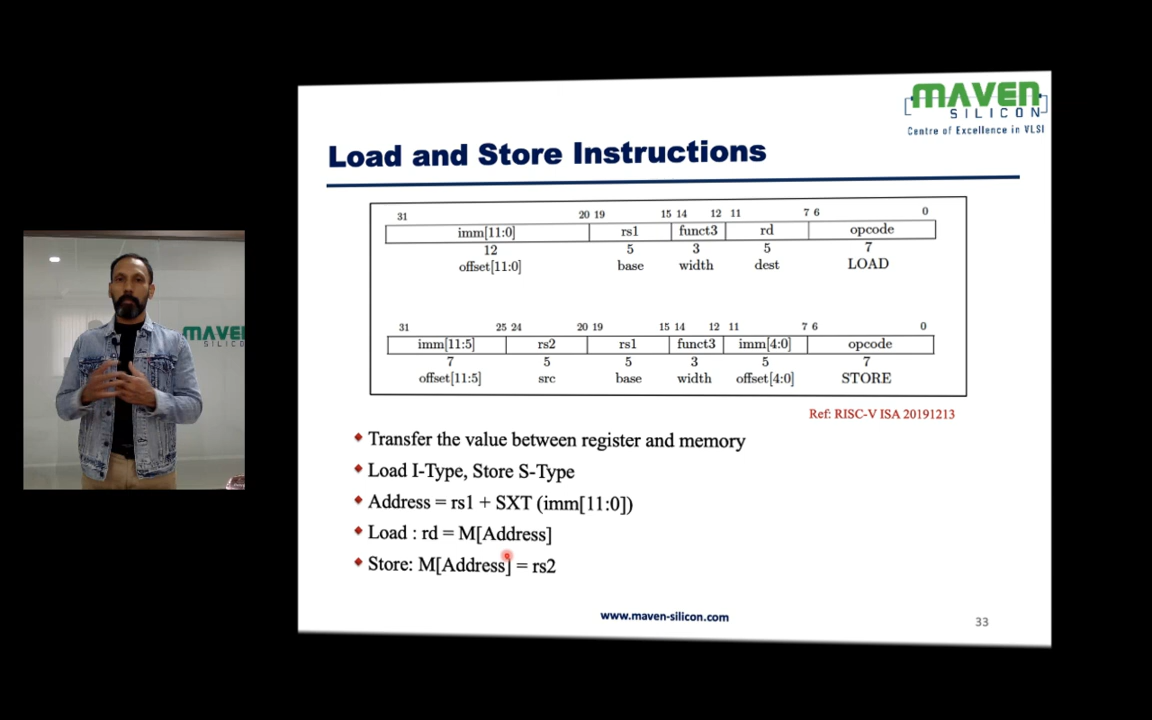 MAVEN
SILICON
Centre of Excellence in VLSI
Load and Store Instructions
31 20 19 15 14 12 11 7 6 0
imm[11:0] rs1 funct3 rd opcode
12 5 3 5 7
offset[11:0] base width dest LOAD
31 25 24 20 19 15 14 12 11 7 6 0
imm[11:5] rs2 rs1 funct3 imm[4:0] opcode
7 5 5 3 5 7
offset[11:5] src base width offset[4:0] STORE
Ref: RISC-V ISA 20191213
Transfer the value between register and memory
Load I-Type, Store S-Type
Address = rs1 + SXT (imm[11:0])
Load : rd = M[Address]
Store: M[Address] = rs2
www.maven-silicon.com
33
MAVEN
SILICO